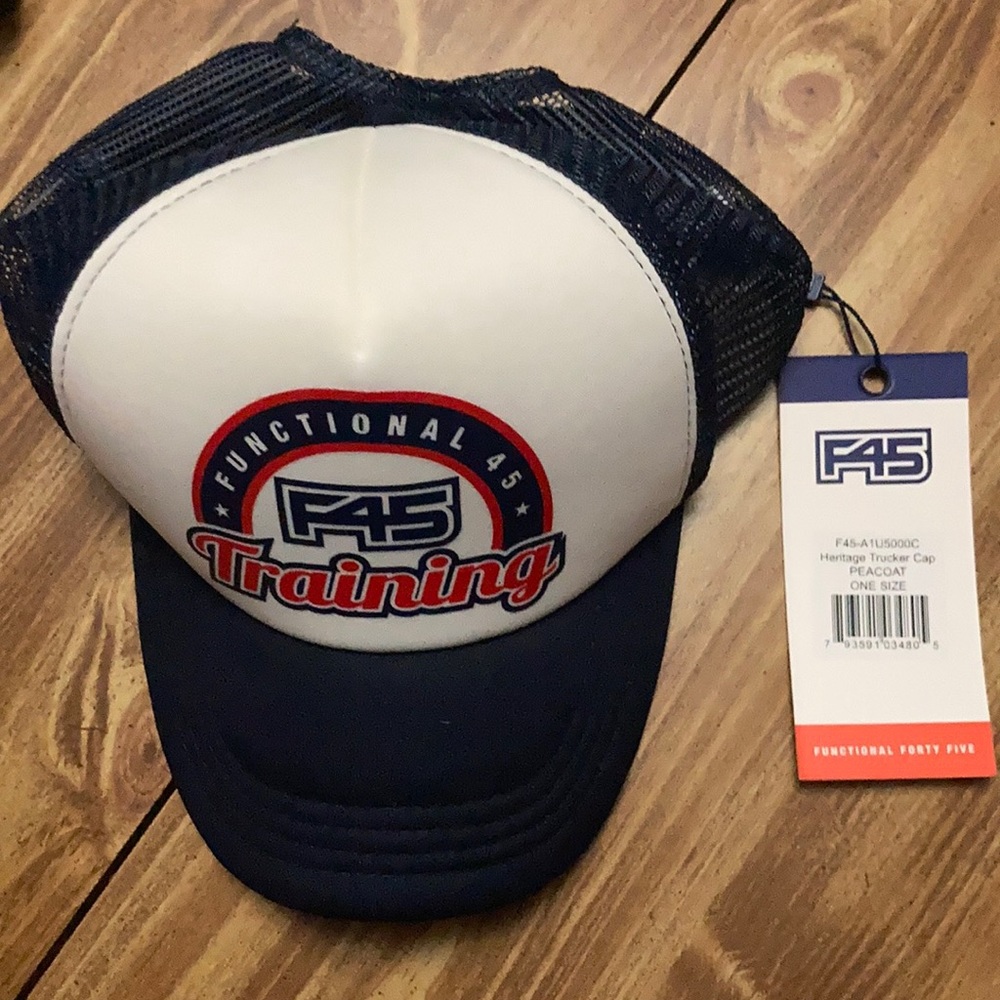 FUNCTIONAL 45
F45
Training
F45
F45-A1U5000C
Heritage Trucker Cap
PEACOAT
ONE SIZE
7 93591 03480 5
FUNCTIONAL FORTY FIVE